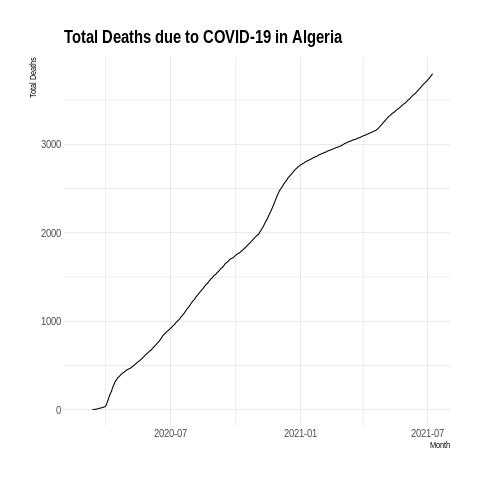 Total Deaths due to COVID-19 in Algeria
Total Deaths
3000
2000
1000
0
2020-07
2021-01
2021-07
Month